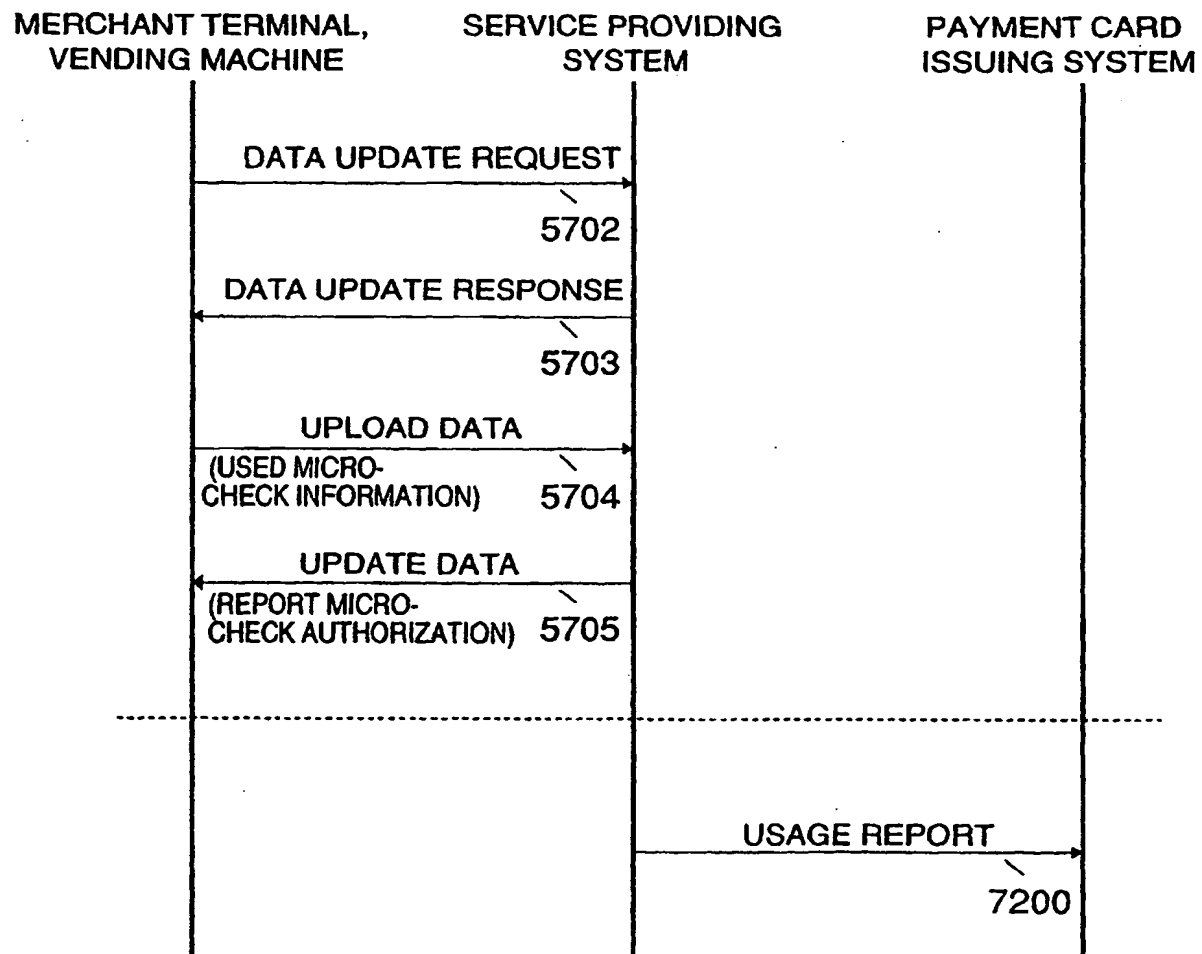 MERCHANT TERMINAL,
VENDING MACHINE
SERVICE PROVIDING
SYSTEM
PAYMENT CARD
ISSUING SYSTEM
DATA UPDATE REQUEST
5702
DATA UPDATE RESPONSE
5703
UPLOAD DATA
(USED MICRO-
CHECK INFORMATION)
5704
UPDATE DATA
(REPORT MICRO-
CHECK AUTHORIZATION)
5705
USAGE REPORT
7200